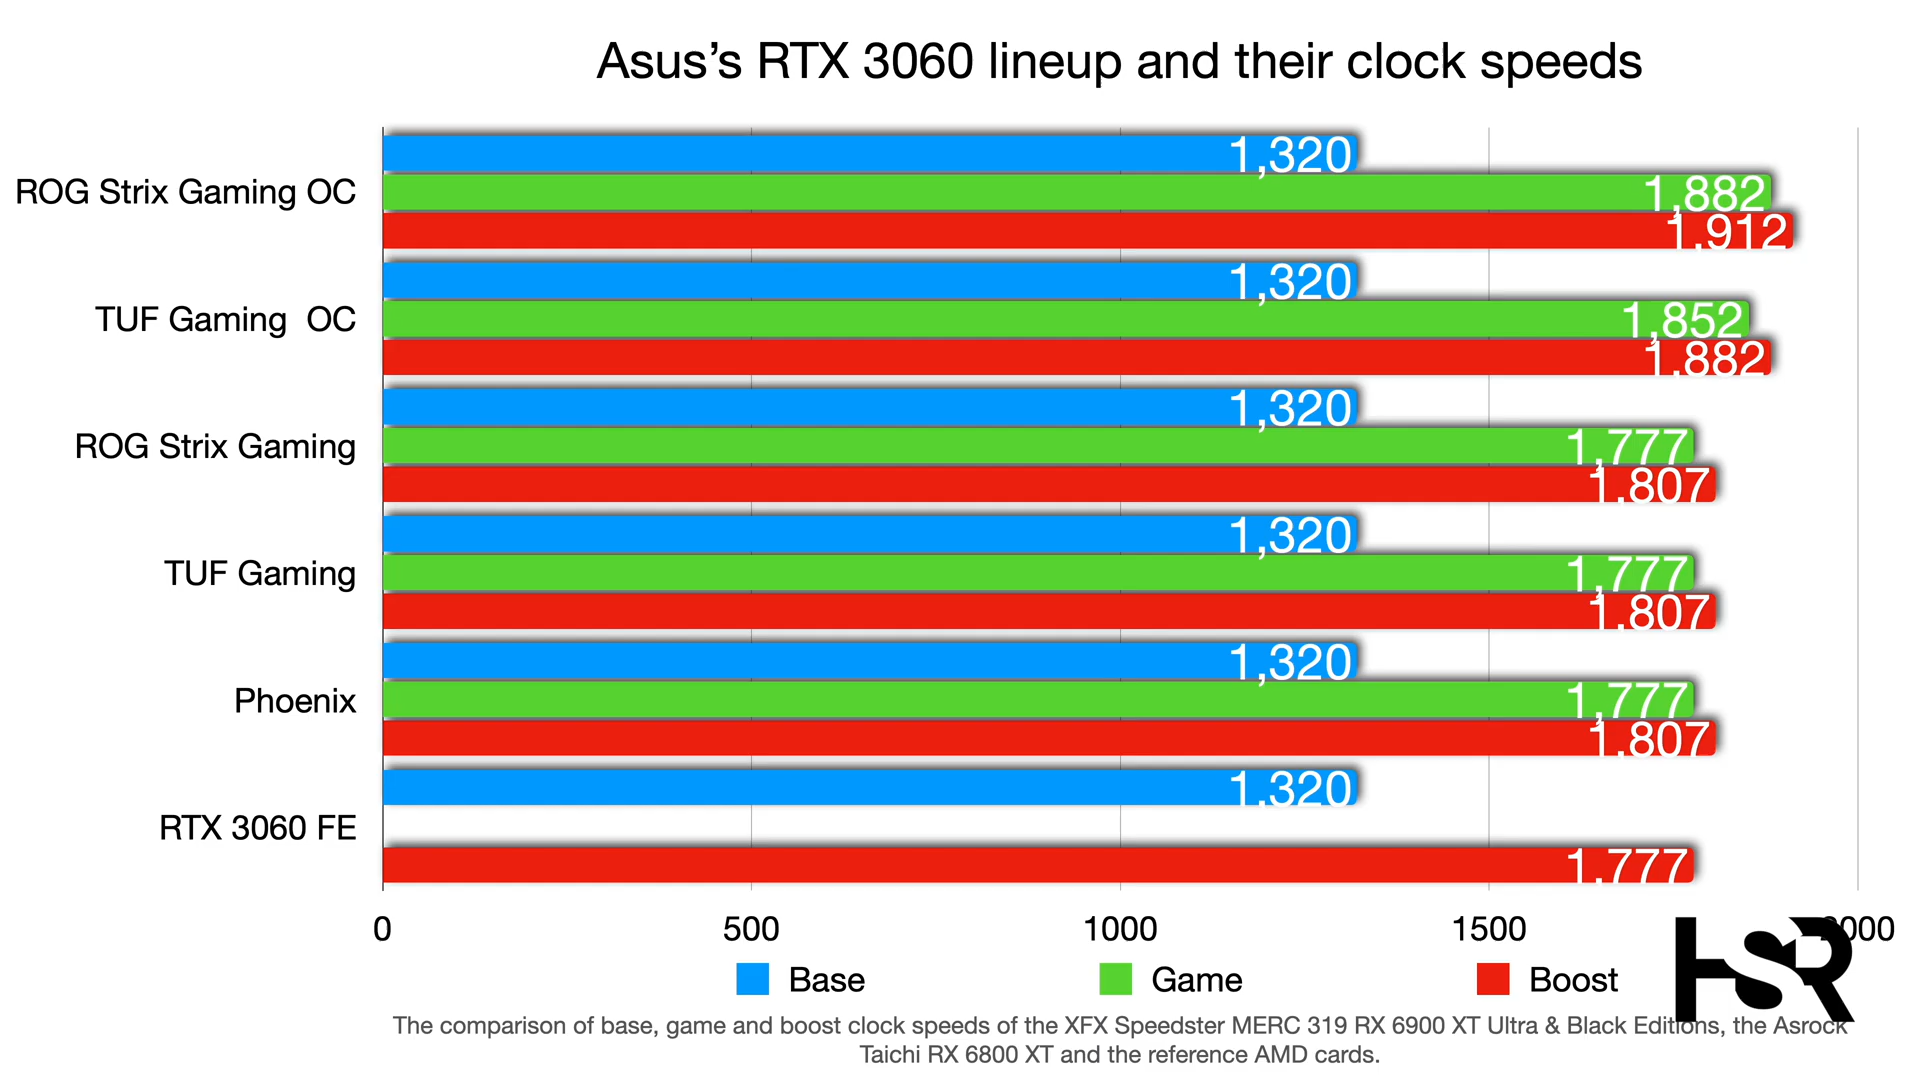 Asus’s RTX 3060 lineup and their clock speeds
ROG Strix Gaming OC
1,320
1,882
1,912
TUF Gaming  OC
1,320
1,852
1,882
ROG Strix Gaming
1,320
1,777
1,807
TUF Gaming
1,320
1,777
1,807
Phoenix
1,320
1,777
1,807
RTX 3060 FE
1,320
1,777
0 500 1000 1500 2000
Base Game Boost
HSR
The comparison of base, game and boost clock speeds of the XFX Speedster MERC 319 RX 6900 XT Ultra & Black Editions, the Asrock
Taichi RX 6800 XT and the reference AMD cards.